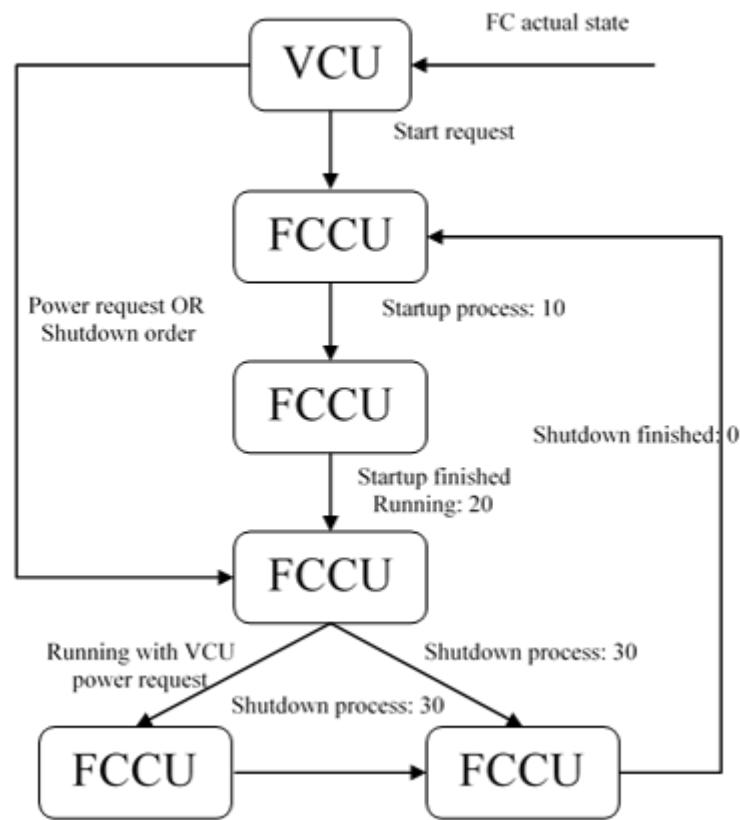 FC actual state
VCU
Start request
FCCU
Power request OR
Shutdown order
Startup process: 10
FCCU
Shutdown finished: 0
Startup finished
Running: 20
FCCU
Running with VCU
power request
Shutdown process: 30
Shutdown process: 30
FCCU
FCCU